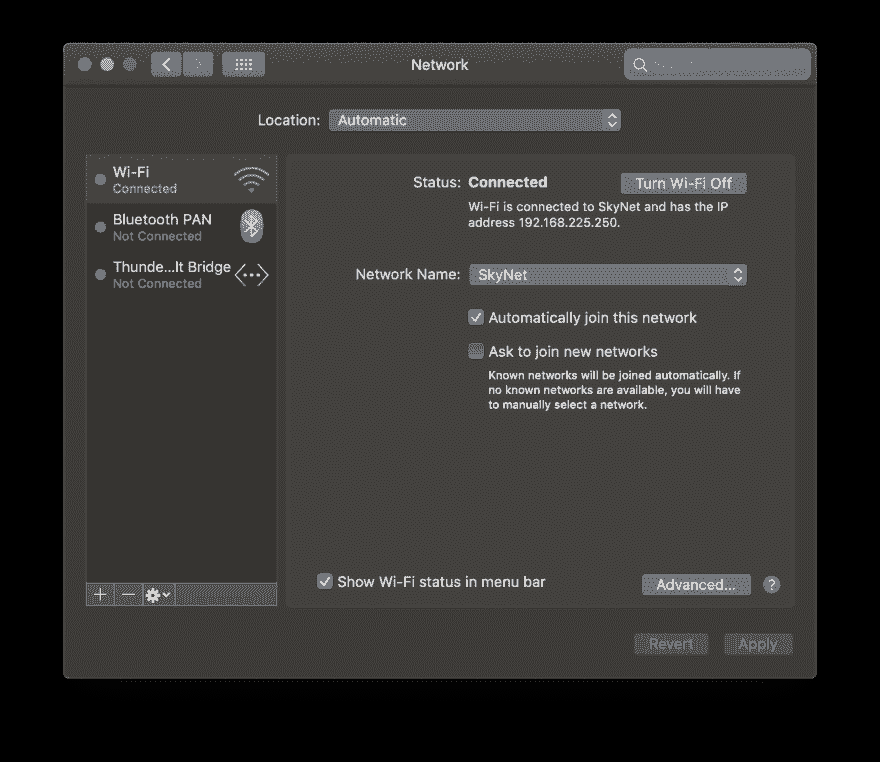 Network
Location: Automatic
Wi-Fi
Connected
Bluetooth PAN
Not Connected
Thunde...lt Bridge
Not Connected
Status: Connected
Turn Wi-Fi Off
Wi-Fi is connected to SkyNet and has the IP
address 192.168.225.250.
Network Name: SkyNet
Automatically join this network
Ask to join new networks
Known networks will be joined automatically. If
no known networks are available, you will have
to manually select a network.
Show Wi-Fi status in menu bar
Advanced...
?
Revert
Apply